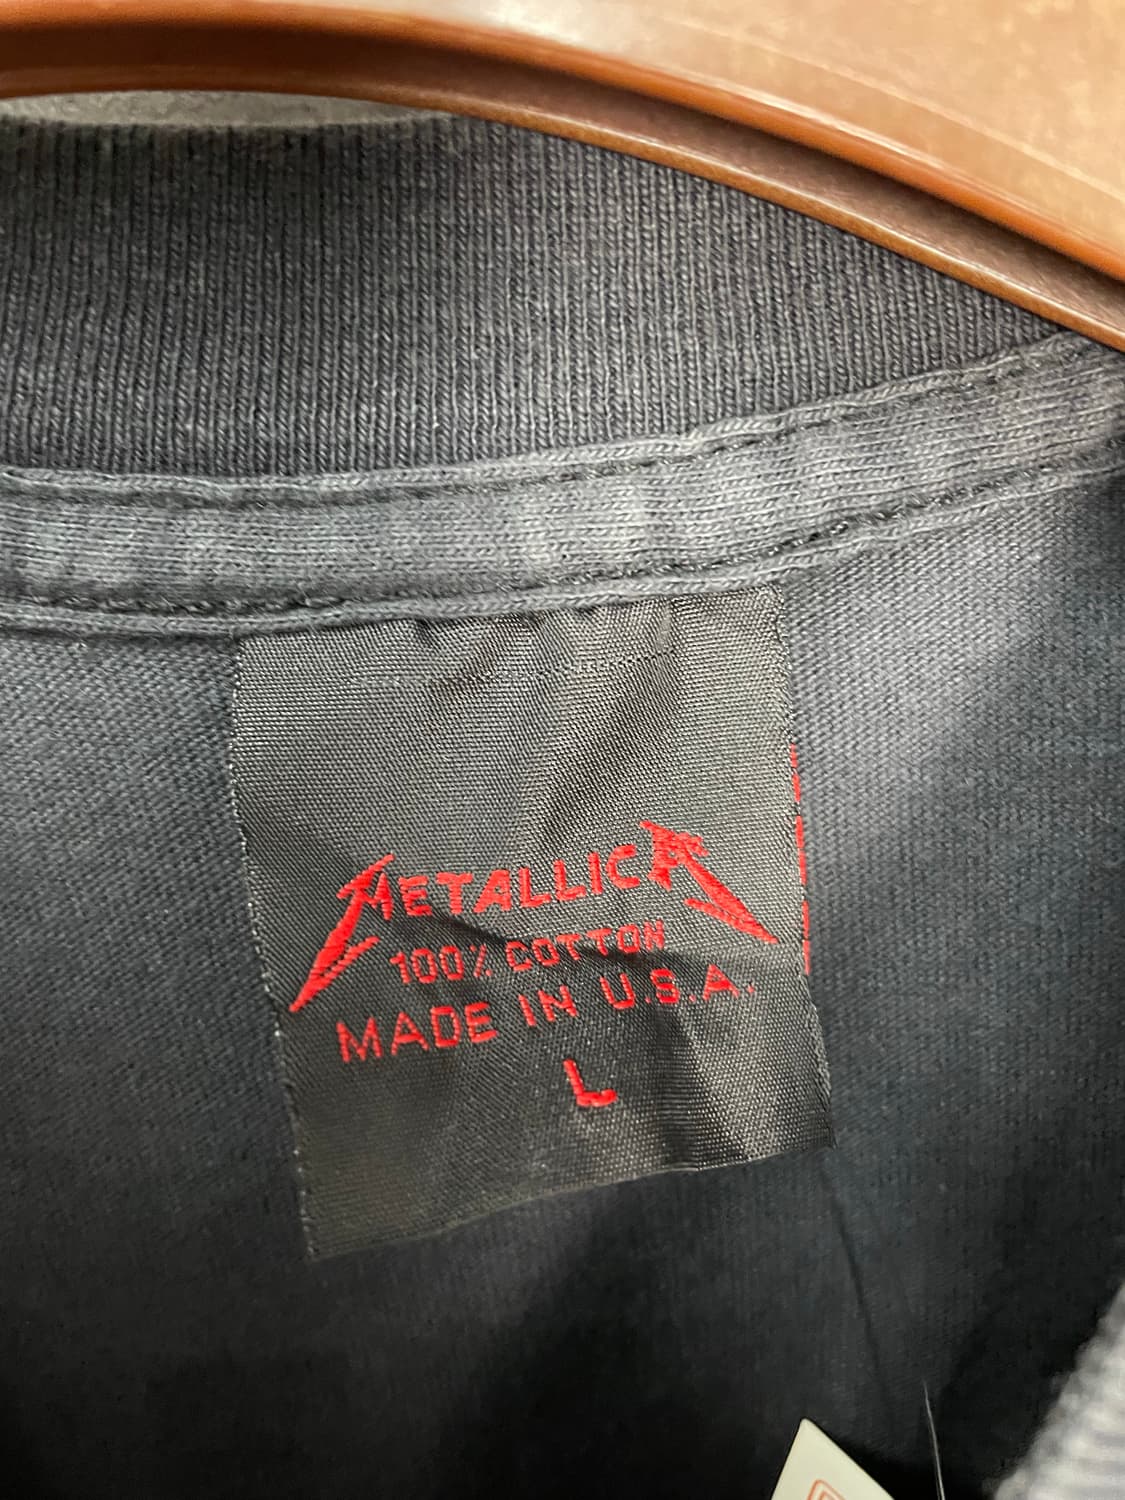 METALLICA
100% COTTON
MADE IN U.S.A.
L